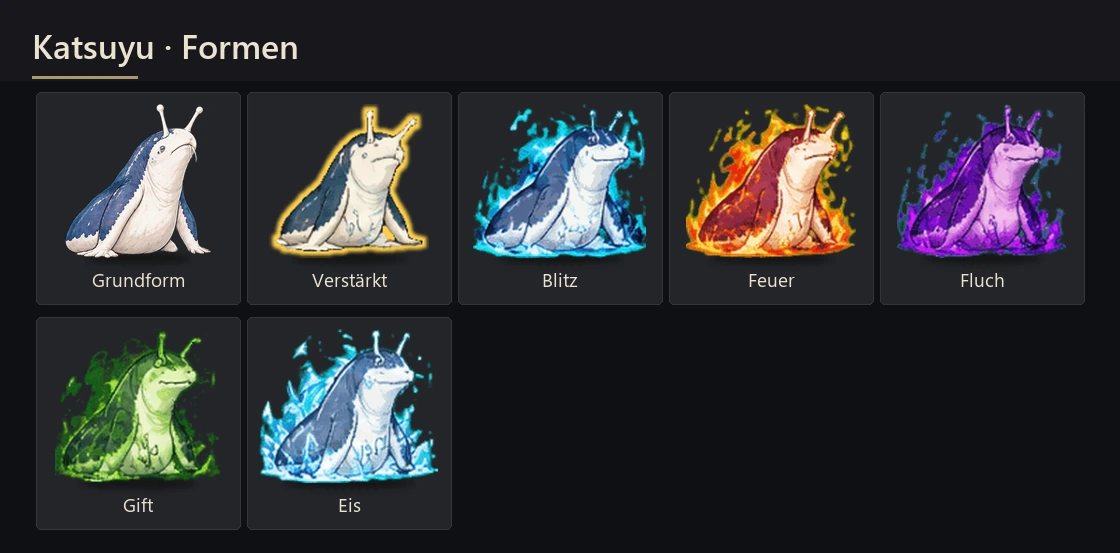 Katsuyu · Formen
Grundform
Verstärkt
Blitz
Feuer
Fluch
Gift
Eis